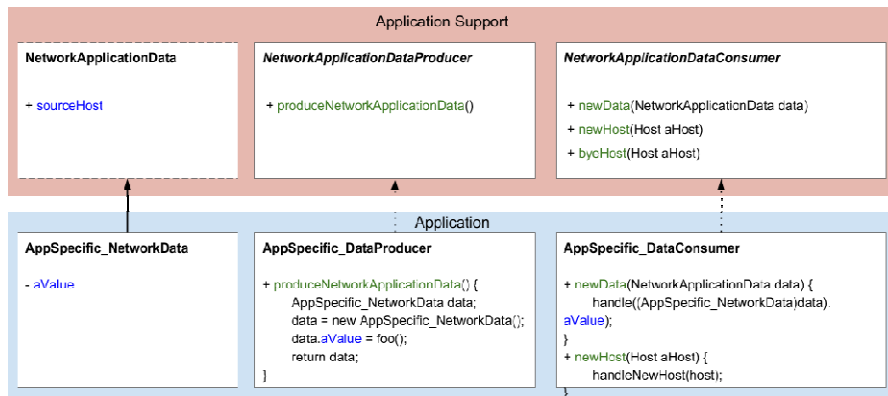 Application Support
NetworkApplicationData
+ sourceHost
NetworkApplicationDataProducer
+ produceNetworkApplicationData()
NetworkApplicationDataConsumer
+ newData(NetworkApplicationData data)
+ newHost(Host aHost)
+ byeHost(Host aHost)
Application
AppSpecific_NetworkData
- aValue
AppSpecific_DataProducer
+ produceNetworkApplicationData() {
AppSpecific_NetworkData data;
data = new AppSpecific_NetworkData();
data.aValue = foo();
return data;
}
AppSpecific_DataConsumer
+ newData(NetworkApplicationData data) {
handle((AppSpecific_NetworkData)data).
aValue);
}
+ newHost(Host aHost) {
handleNewHost(host);
}